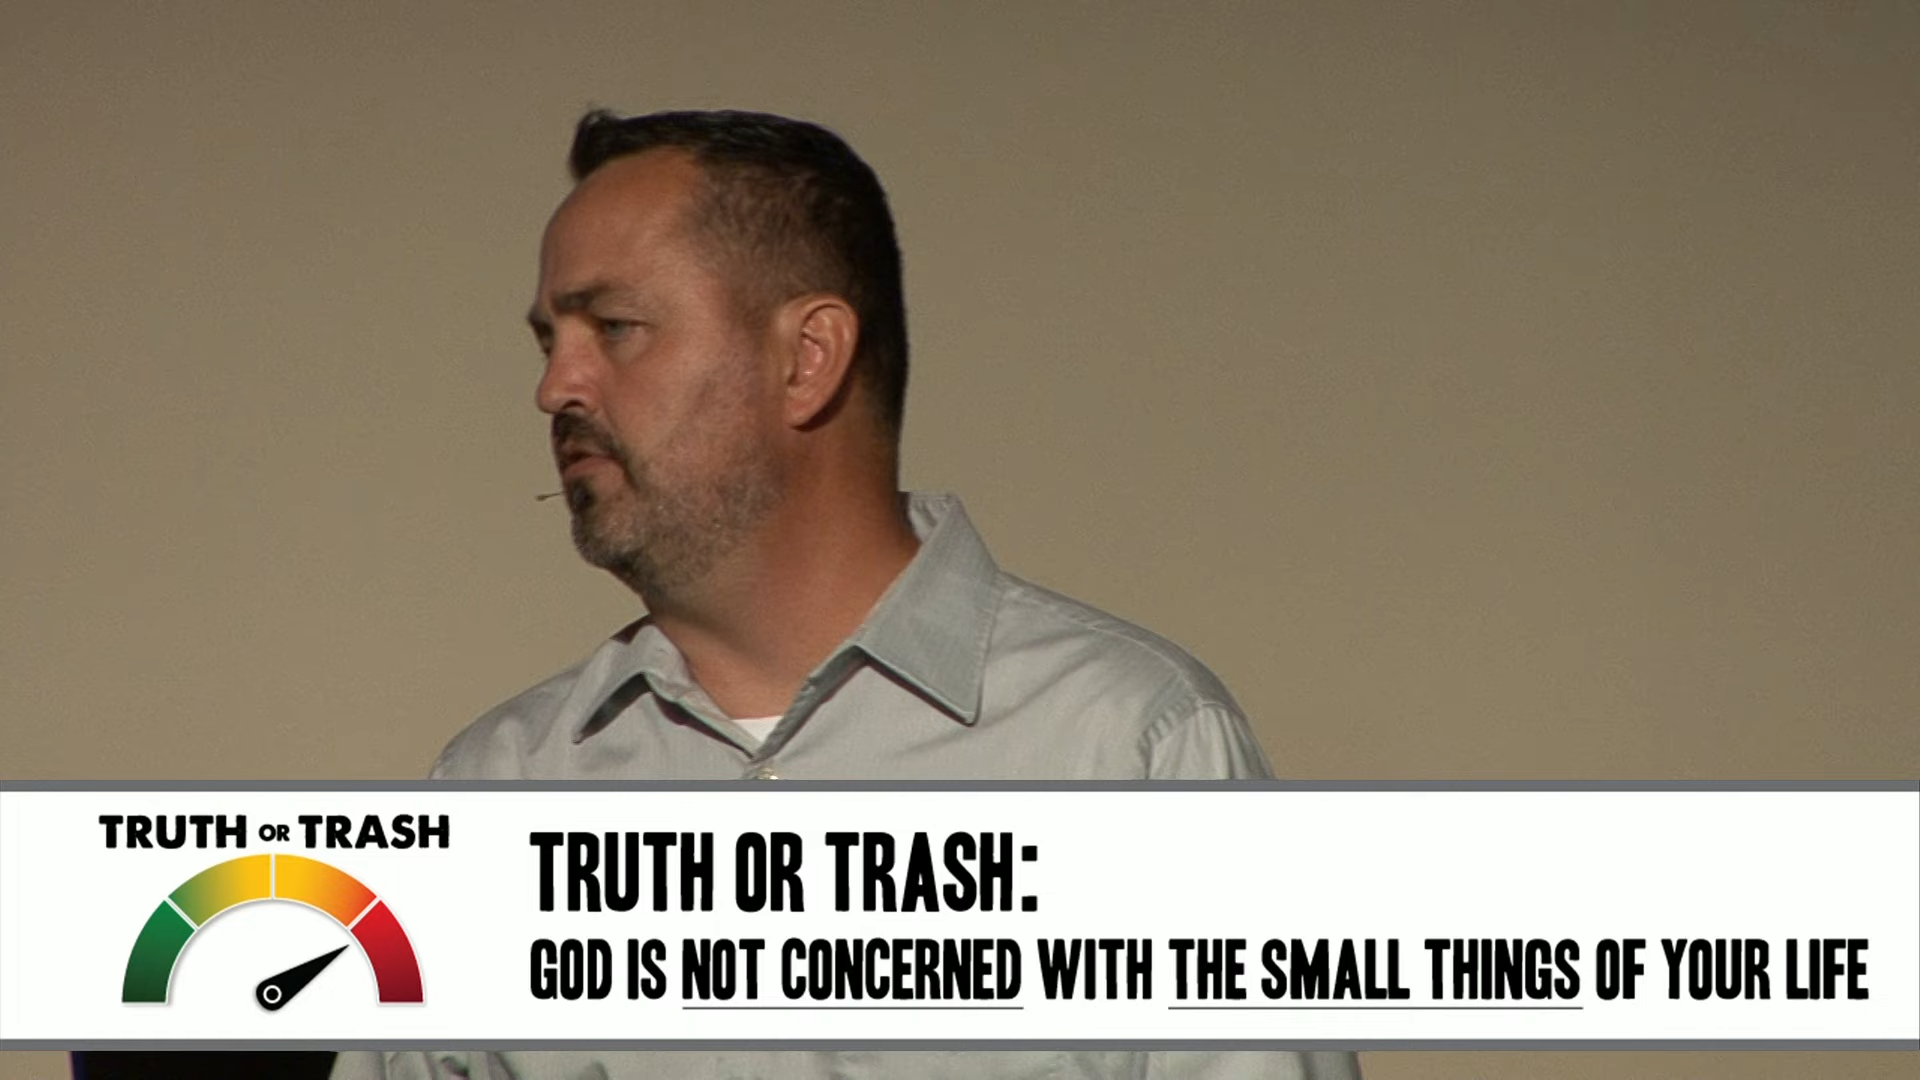 TRUTH OR TRASH
TRUTH OR TRASH:
GOD IS NOT CONCERNED WITH THE SMALL THINGS OF YOUR LIFE